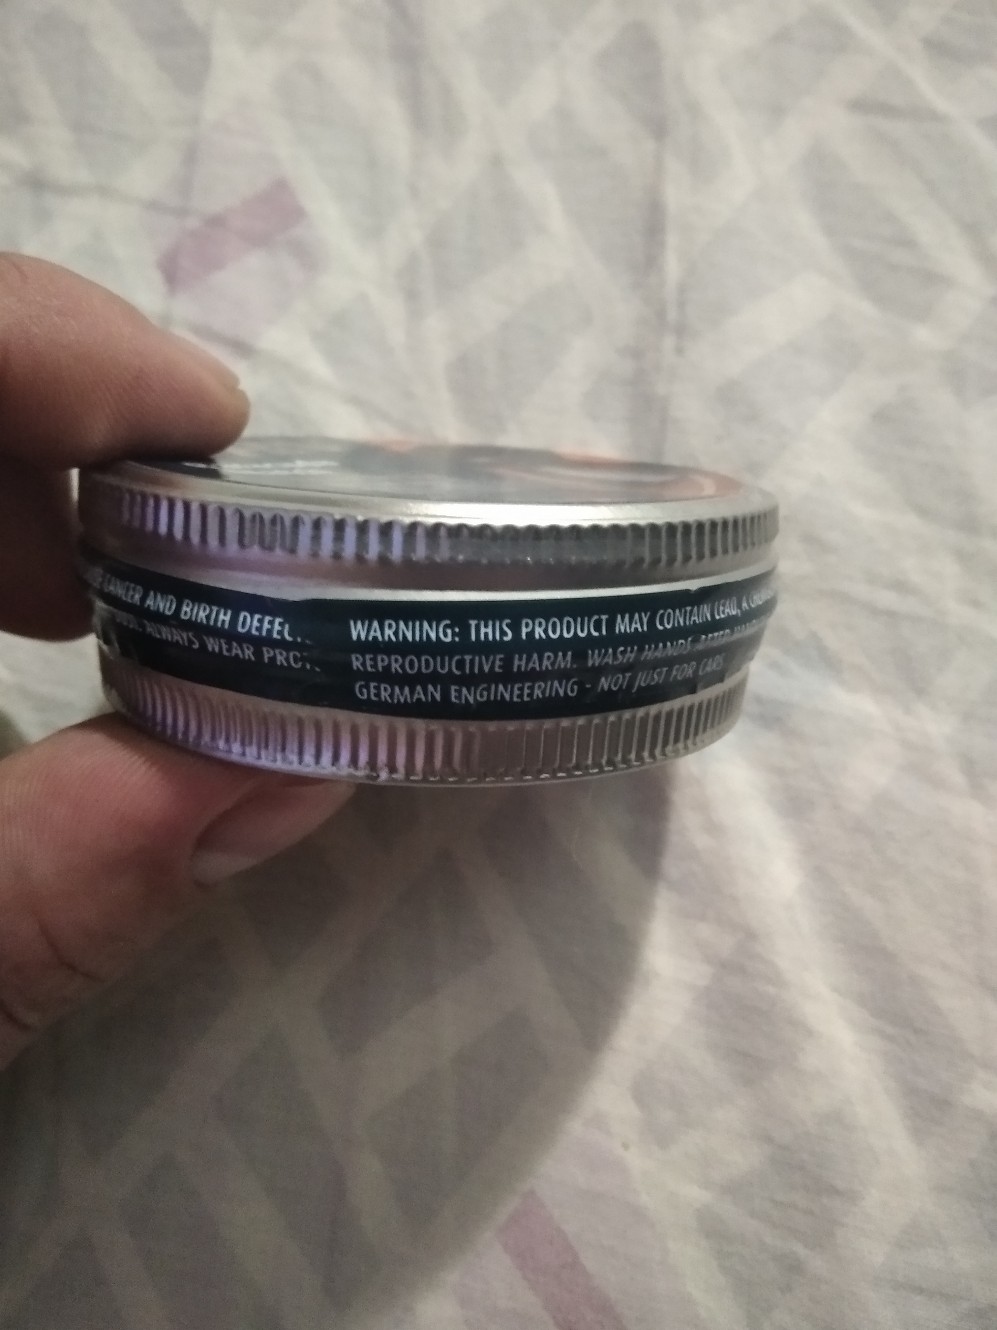 CANCER AND BIRTH DEFEC
ALWAYS WEAR PRO
WARNING: THIS PRODUCT MAY CONTAIN LEAD, A
REPRODUCTIVE HARM. WASH HANDS AFTER
GERMAN ENGINEERING - NOT JUST FOR CARS